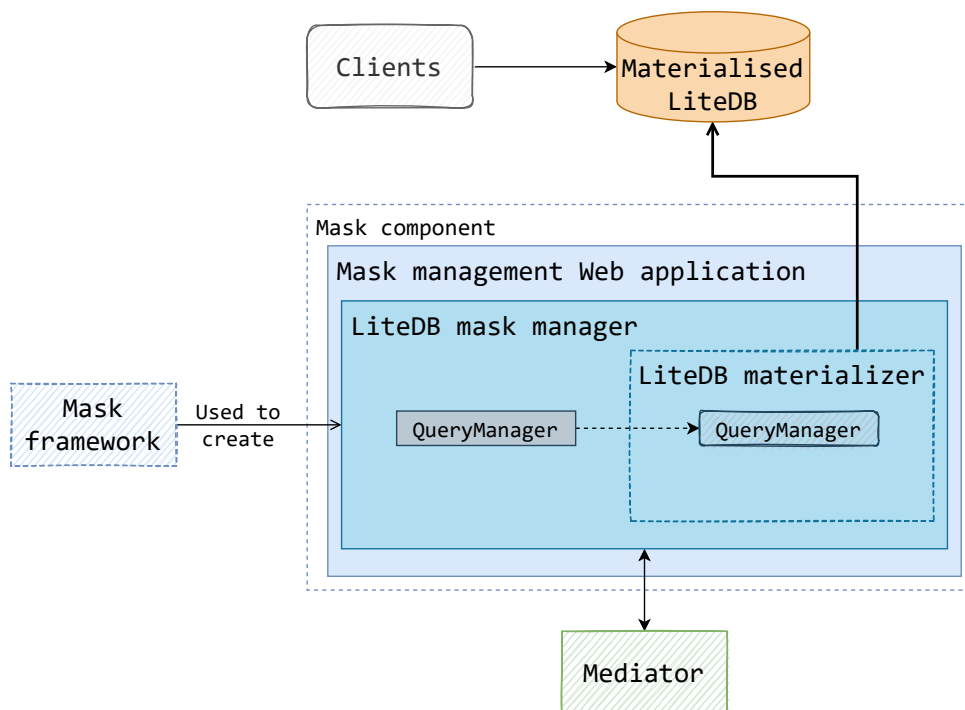 Clients
Materialised
LiteDB
Mask component
Mask management Web application
LiteDB mask manager
LiteDB materializer
Mask
framework
Used to
create
QueryManager
QueryManager
Mediator